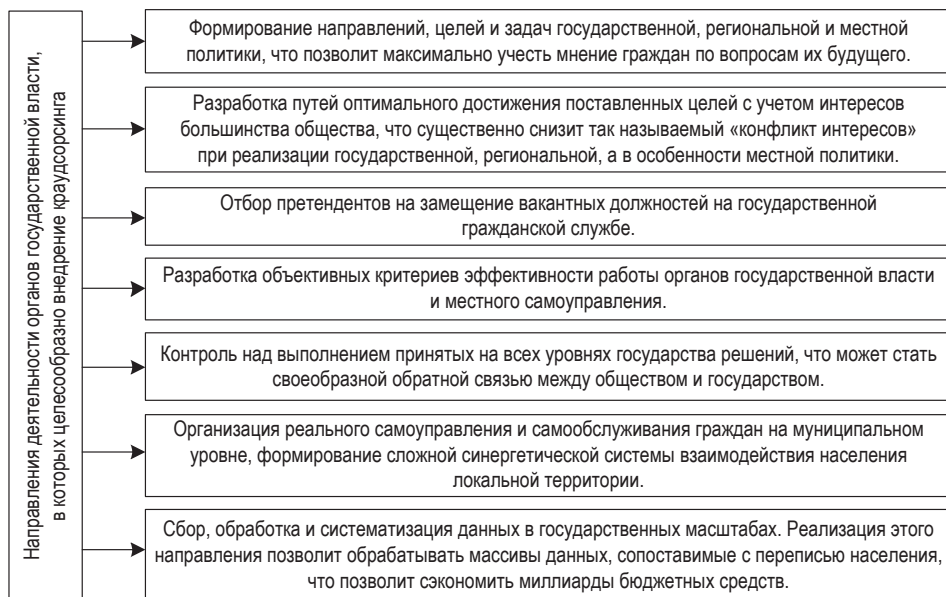 Направления деятельности органов государственной власти,
в которых целесообразно внедрение краудсорсинга
Формирование направлений, целей и задач государственной, региональной и местной
политики, что позволит максимально учесть мнение граждан по вопросам их будущего.
Разработка путей оптимального достижения поставленных целей с учетом интересов
большинства общества, что существенно снизит так называемый «конфликт интересов»
при реализации государственной, региональной, а в особенности местной политики.
Отбор претендентов на замещение вакантных должностей на государственной
гражданской службе.
Разработка объективных критериев эффективности работы органов государственной власти
и местного самоуправления.
Контроль над выполнением принятых на всех уровнях государства решений, что может стать
своеобразной обратной связью между обществом и государством.
Организация реального самоуправления и самообслуживания граждан на муниципальном
уровне, формирование сложной синергетической системы взаимодействия населения
локальной территории.
Сбор, обработка и систематизация данных в государственных масштабах. Реализация этого
направления позволит обрабатывать массивы данных, сопоставимые с переписью населения,
что позволит сэкономить миллиарды бюджетных средств.